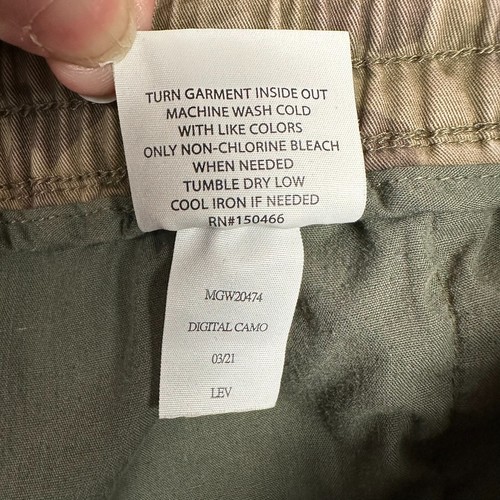 TURN GARMENT INSIDE OUT
MACHINE WASH COLD
WITH LIKE COLORS
ONLY NON-CHLORINE BLEACH
WHEN NEEDED
TUMBLE DRY LOW
COOL IRON IF NEEDED
RN#150466
MGW20474
DIGITAL CAMO
03/21
LEV